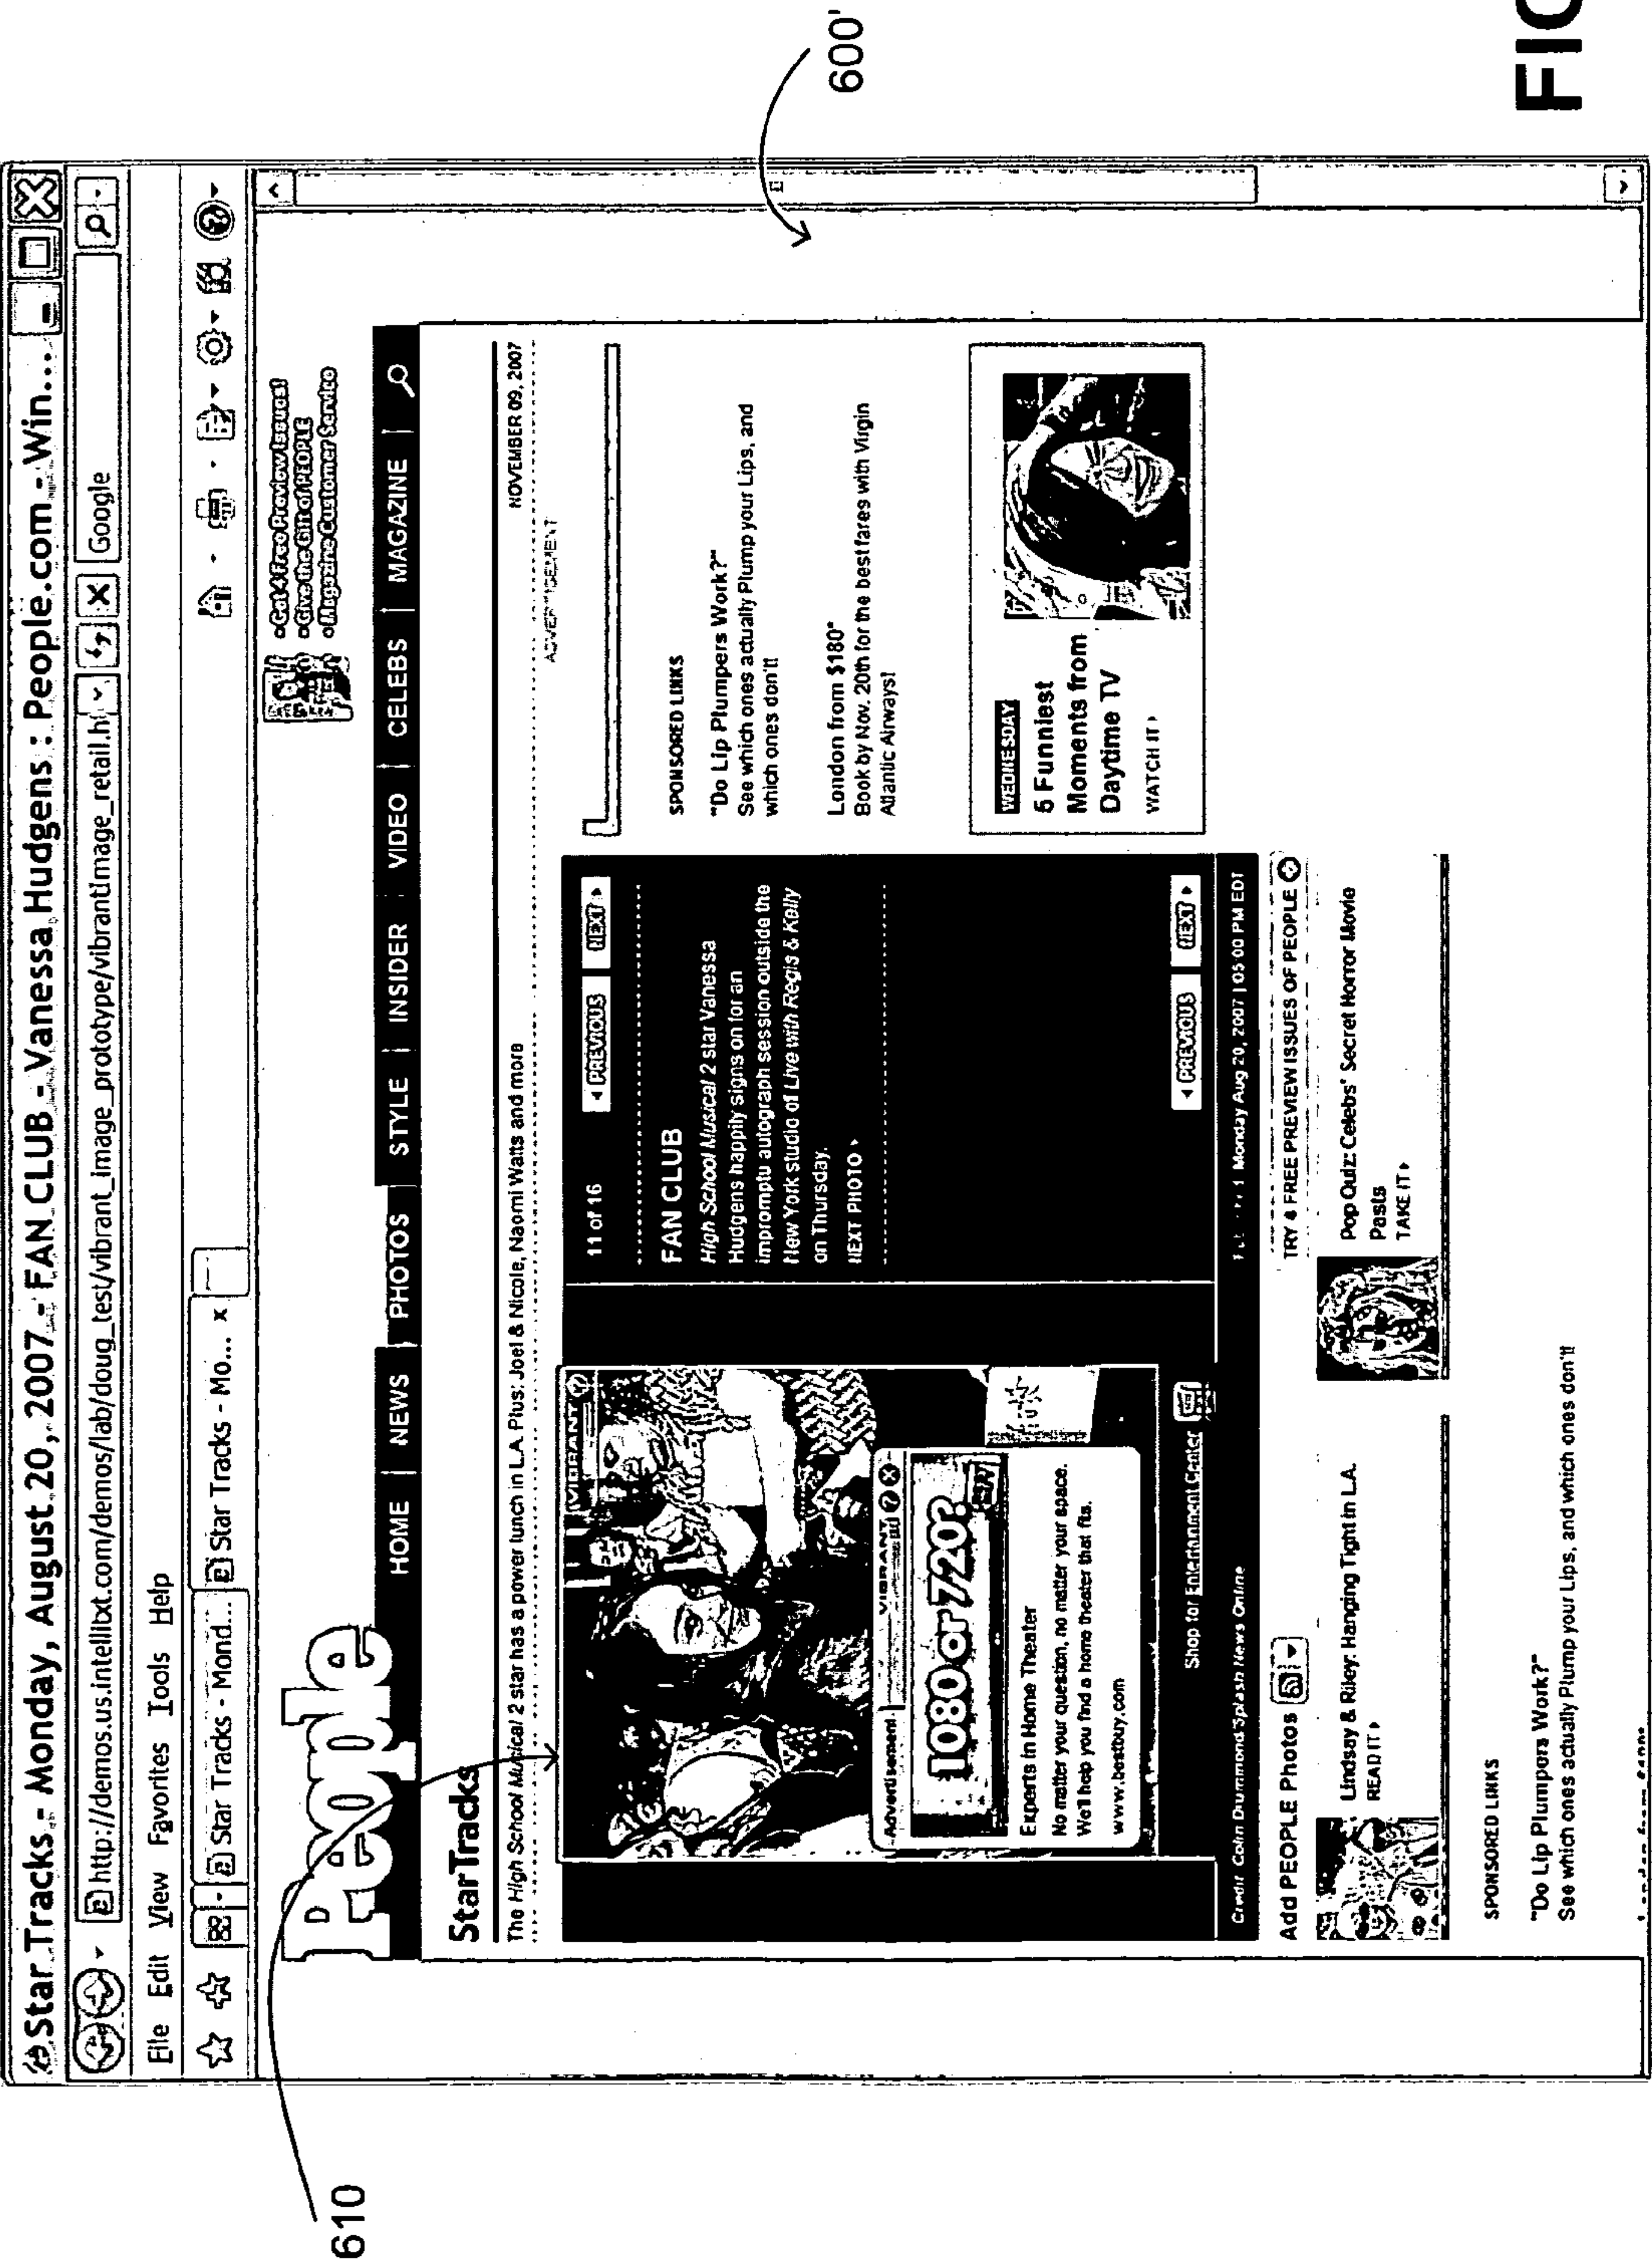 Star Tracks - Monday, August 20, 2007 - FAN CLUB - Vanessa Hudgens : People.com - Win...
http://demos.us.intellitxt.com/demos/lab/doug_test/vibrant_image_prototype/vibrantimage_retail.h
Google
File Edit View Favorites Tools Help
Star Tracks - Mond...
Star Tracks - Mo... x
People
• Get 4 Free Preview Issues!
• Give the Gift of PEOPLE
• Magazine Customer Service
HOME | NEWS | PHOTOS | STYLE | INSIDER | VIDEO | CELEBS | MAGAZINE |
StarTracks
The High School Musical 2 star has a power lunch in L.A. Plus: Joel & Nicole, Naomi Watts and more
NOVEMBER 09, 2007
ADVERTISEMENT
VIBRANT ?
Advertisement
VIBRANT ? X
1080 or 720?
Experts in Home Theater
No matter your question, no matter your space.
We'll help you find a home theater that fits.
www.bestbuy.com
Shop for Entertainment Center
Credit: Colin Drummond/Splash News Online
11 of 16
◂ PREVIOUS NEXT ▸
FAN CLUB
High School Musical 2 star Vanessa
Hudgens happily signs on for an
impromptu autograph session outside the
New York studio of Live with Regis & Kelly
on Thursday.
NEXT PHOTO ▸
◂ PREVIOUS NEXT ▸
Monday Aug 20, 2007 | 05:00 PM EDT
SPONSORED LINKS
"Do Lip Plumpers Work?"
See which ones actually Plump your Lips, and
which ones don't!
London from $180*
Book by Nov. 20th for the best fares with Virgin
Atlantic Airways!
WEDNESDAY
5 Funniest
Moments from
Daytime TV
WATCH IT ▸
Add PEOPLE Photos
TRY 4 FREE PREVIEW ISSUES OF PEOPLE
Lindsay & Riley: Hanging Tight in L.A.
READ IT ▸
Pop Quiz: Celebs' Secret Horror Movie
Pasts
TAKE IT ▸
SPONSORED LINKS
"Do Lip Plumpers Work?"
See which ones actually Plump your Lips, and which ones don't!
610
600'
FIG